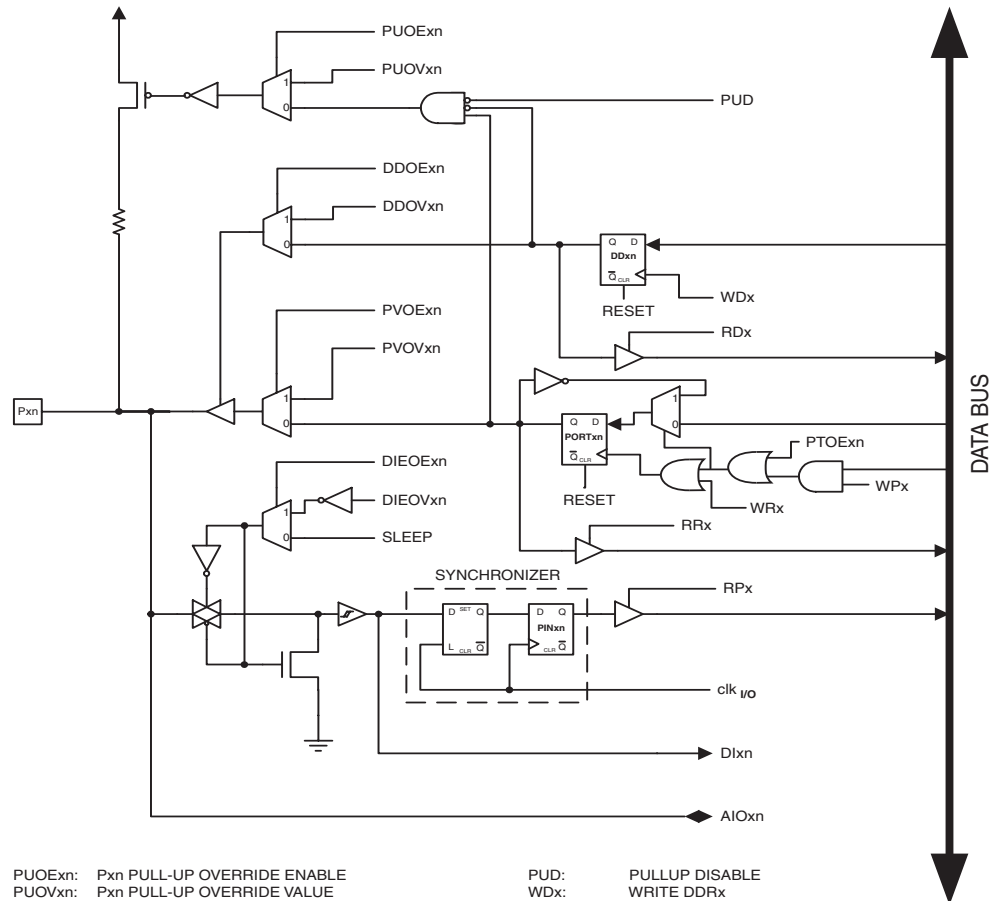 PUOExn
PUOVxn
1
0
PUD
DDOExn
DDOVxn
1
0
Q D
DDxn
Q CLR
WDx
RESET
RDx
PVOExn
PVOVxn
1
0
Pxn
1
0
Q D
PORTxn
Q CLR
PTOExn
DATA BUS
WPx
RESET
WRx
DIEOExn
DIEOVxn
1
0
SLEEP
RRx
SYNCHRONIZER
RPx
D SET Q
L CLR Q
D Q
PINxn
CLR Q
clk I/O
DIxn
AIOxn
PUOExn: Pxn PULL-UP OVERRIDE ENABLE
PUOVxn: Pxn PULL-UP OVERRIDE VALUE
PUD: PULLUP DISABLE
WDx: WRITE DDRx